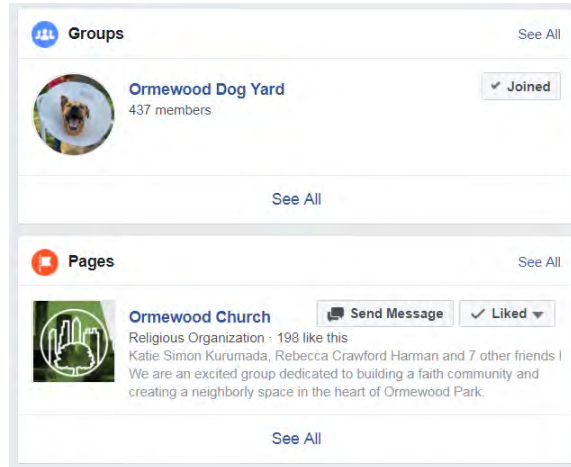 Groups See All
Ormewood Dog Yard Joined
437 members
See All
Pages See All
Ormewood Church Send Message Liked
Religious Organization · 198 like this
Katie Simon Kurumada, Rebecca Crawford Harman and 7 other friends l
We are an excited group dedicated to building a faith community and
creating a neighborly space in the heart of Ormewood Park.
See All